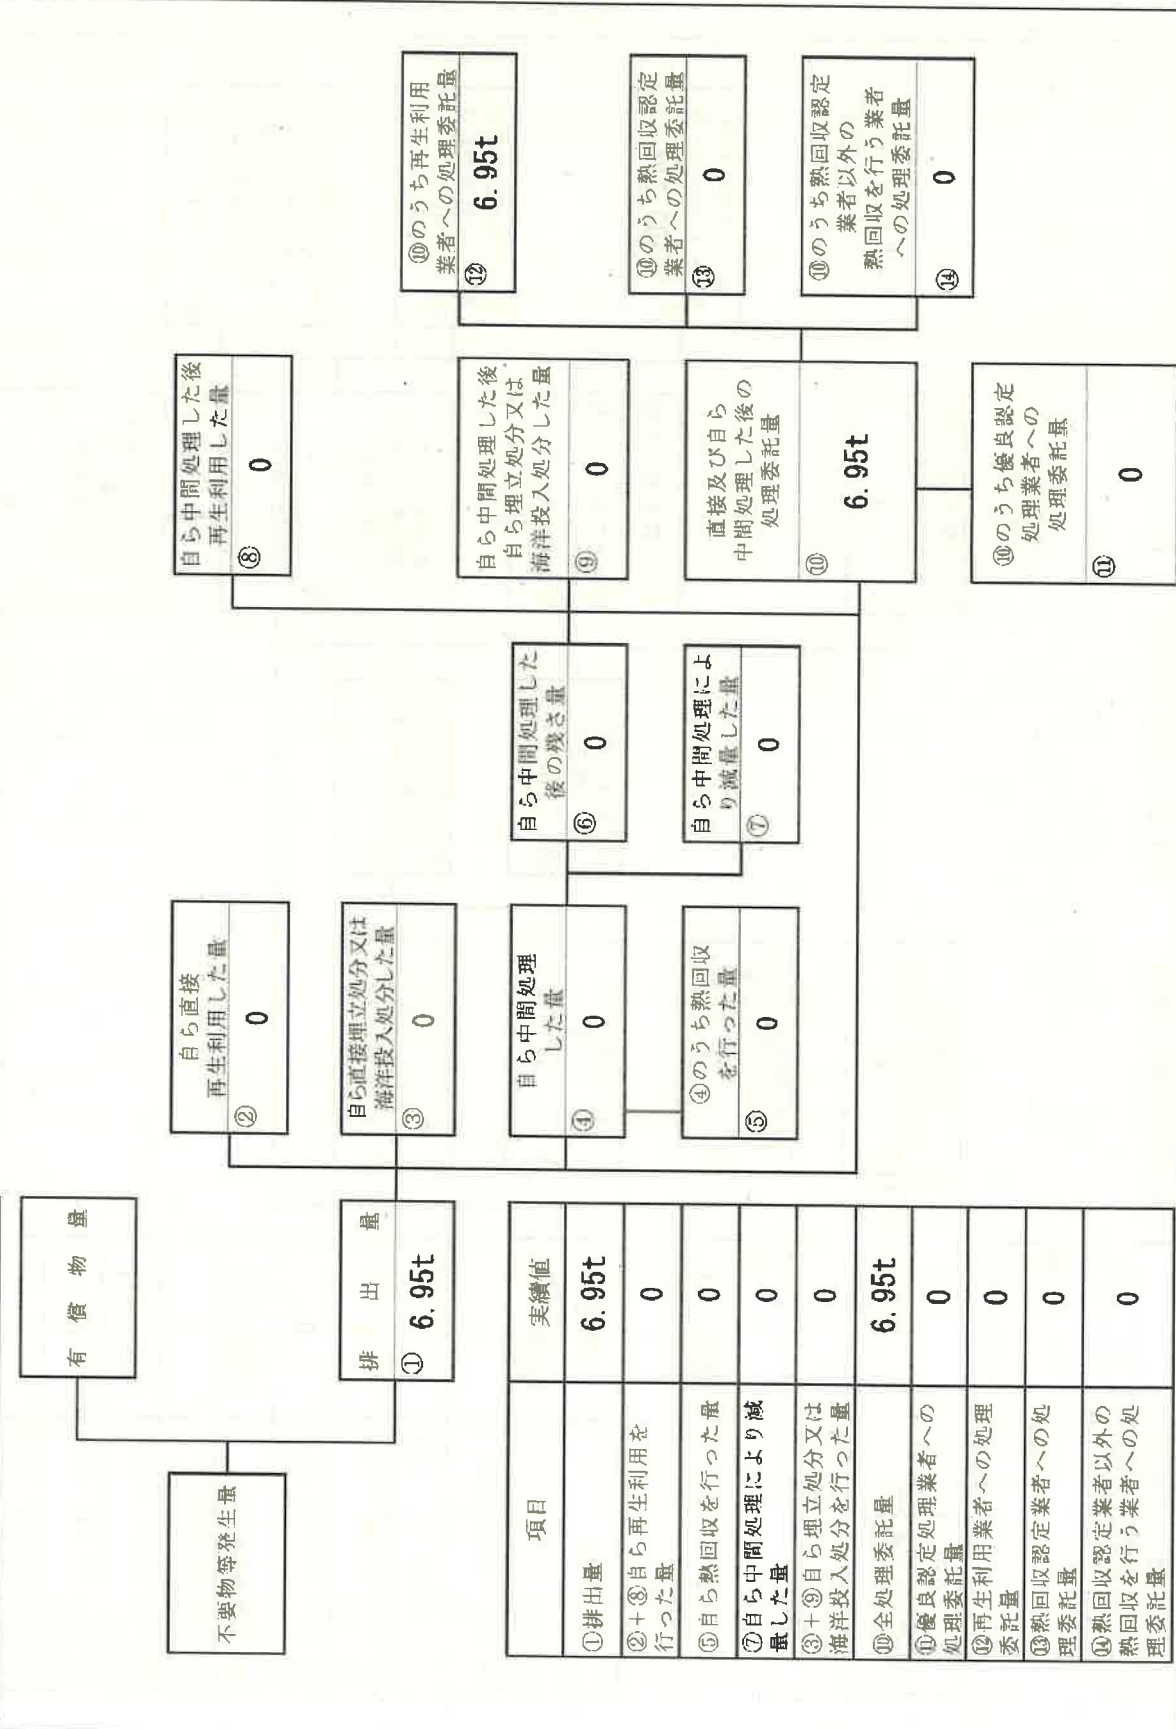 不要物等発生量
有償物量
排出量
① 6.95t
自ら直接
再生利用した量
② 0
自ら直接埋立処分又は
海洋投入処分した量
③ 0
自ら中間処理
した量
④ 0
④のうち熱回収
を行った量
⑤ 0
自ら中間処理した
後の残さ量
⑥ 0
自ら中間処理によ
り減量した量
⑦ 0
自ら中間処理した後
再生利用した量
⑧ 0
自ら中間処理した後
自ら埋立処分又は
海洋投入処分した量
⑨ 0
直接及び自ら
中間処理した後の
処理委託量
⑩ 6.95t
⑩のうち優良認定
処理業者への
処理委託量
⑪ 0
⑩のうち再生利用
業者への処理委託量
⑫ 6.95t
⑩のうち熱回収認定
業者への処理委託量
⑬ 0
⑩のうち熱回収認定
業者以外の
熱回収を行う業者
への処理委託量
⑭ 0
項目 実績値
①排出量 6.95t
②+⑧自ら再生利用を
行った量 0
⑤自ら熱回収を行った量 0
⑦自ら中間処理により減
量した量 0
③+⑨自ら埋立処分又は
海洋投入処分を行った量 0
⑩全処理委託量 6.95t
⑪優良認定処理業者への
処理委託量 0
⑫再生利用業者への処理
委託量 0
⑬熱回収認定業者への処
理委託量 0
⑭熱回収認定業者以外の
熱回収を行う業者への処
理委託量 0